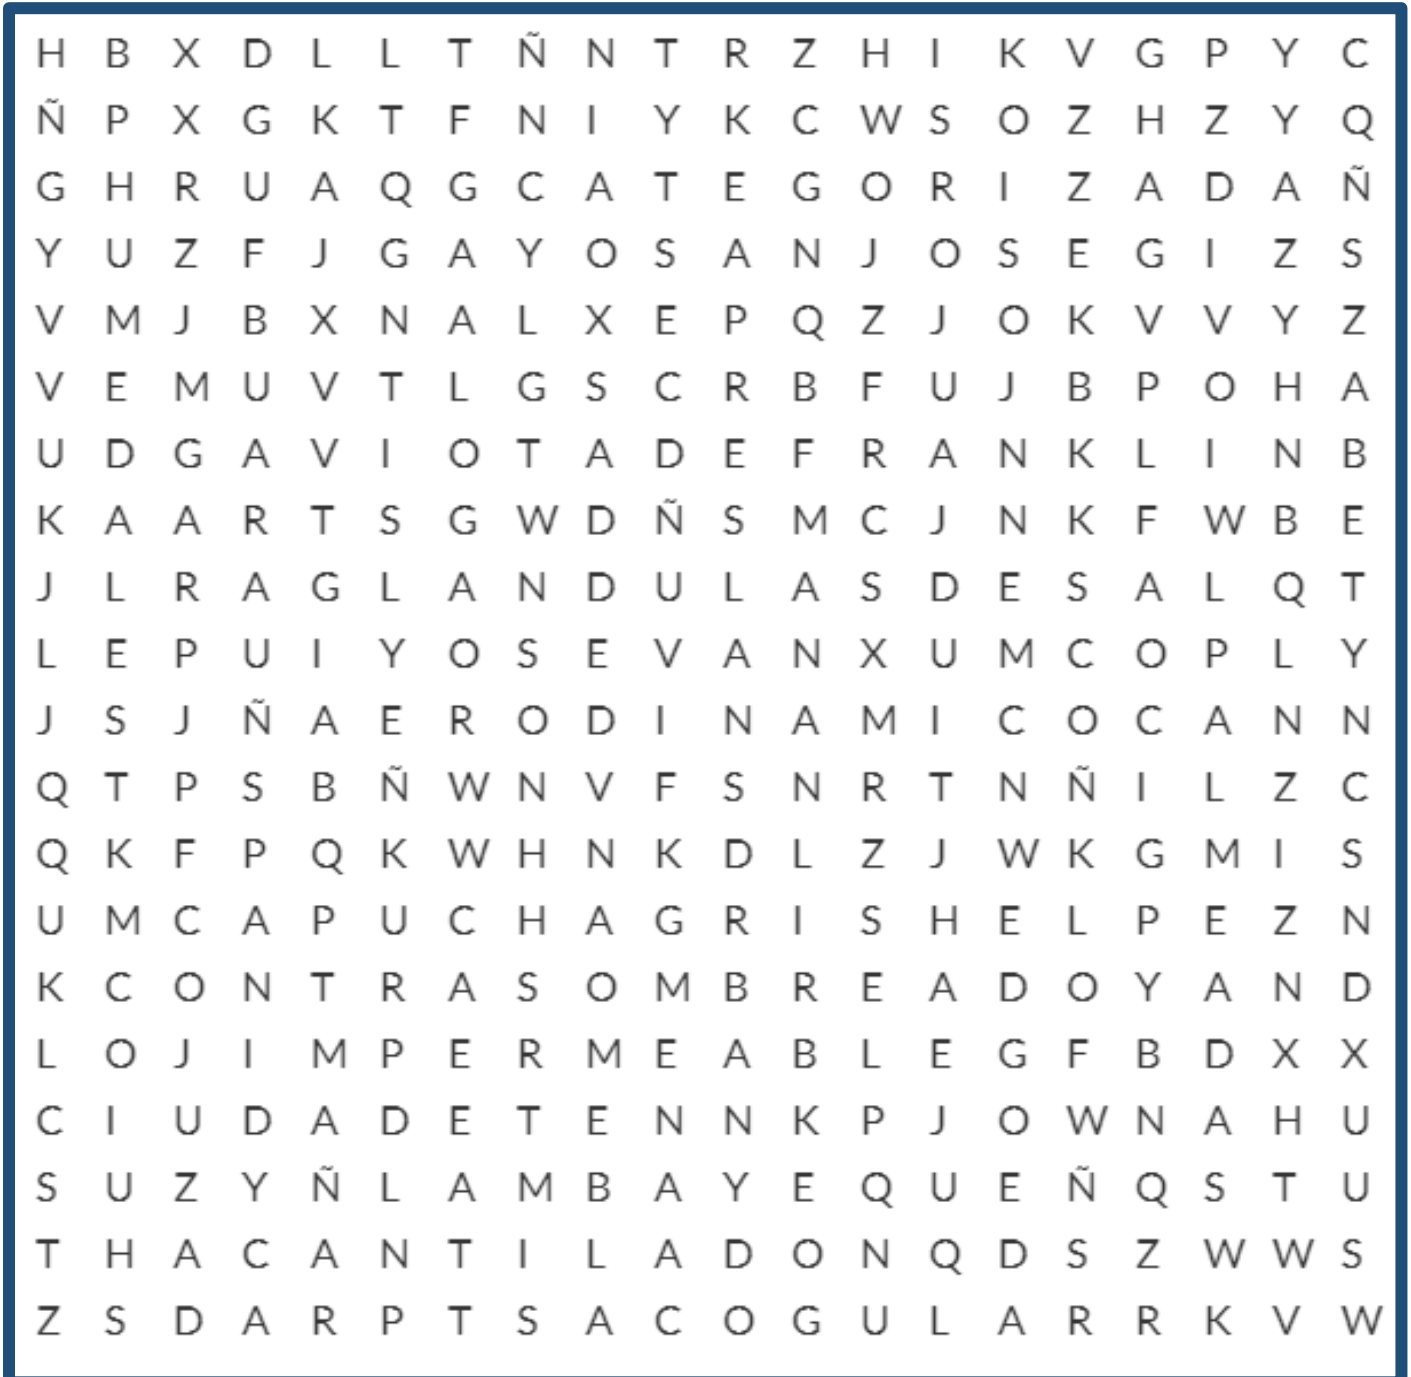 H B X D L L T Ñ N T R Z H I K V G P Y C
Ñ P X G K T F N I Y K C W S O Z H Z Y Q
G H R U A Q G C A T E G O R I Z A D A Ñ
Y U Z F J G A Y O S A N J O S E G I Z S
V M J B X N A L X E P Q Z J O K V V Y Z
V E M U V T L G S C R B F U J B P O H A
U D G A V I O T A D E F R A N K L I N B
K A A R T S G W D Ñ S M C J N K F W B E
J L R A G L A N D U L A S D E S A L Q T
L E P U I Y O S E V A N X U M C O P L Y
J S J Ñ A E R O D I N A M I C O C A N N
Q T P S B Ñ W N V F S N R T N Ñ I L Z C
Q K F P Q K W H N K D L Z J W K G M I S
U M C A P U C H A G R I S H E L P E Z N
K C O N T R A S O M B R E A D O Y A N D
L O J I M P E R M E A B L E G F B D X X
C I U D A D E T E N N K P J O W N A H U
S U Z Y Ñ L A M B A Y E Q U E Ñ Q S T U
T H A C A N T I L A D O N Q D S Z W W S
Z S D A R P T S A C O G U L A R R K V W